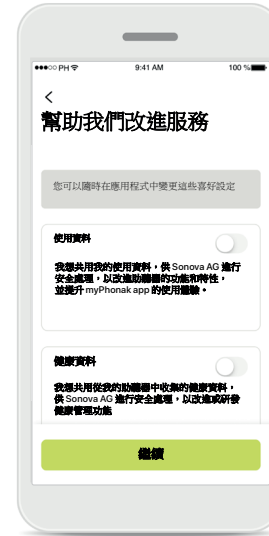 PH 9:41 AM 100 %
幫助我們改進服務
您可以隨時在應用程式中變更這些喜好設定
使用資料
我想共用我的使用資料，供 Sonova AG 進行
安全處理，以改進助聽器的功能和特性，
並提升 myPhonak app 的使用體驗。
健康資料
我想共用從我的助聽器中收集的健康資料，
供 Sonova AG 進行安全處理，以改進或研發
健康管理功能
繼續